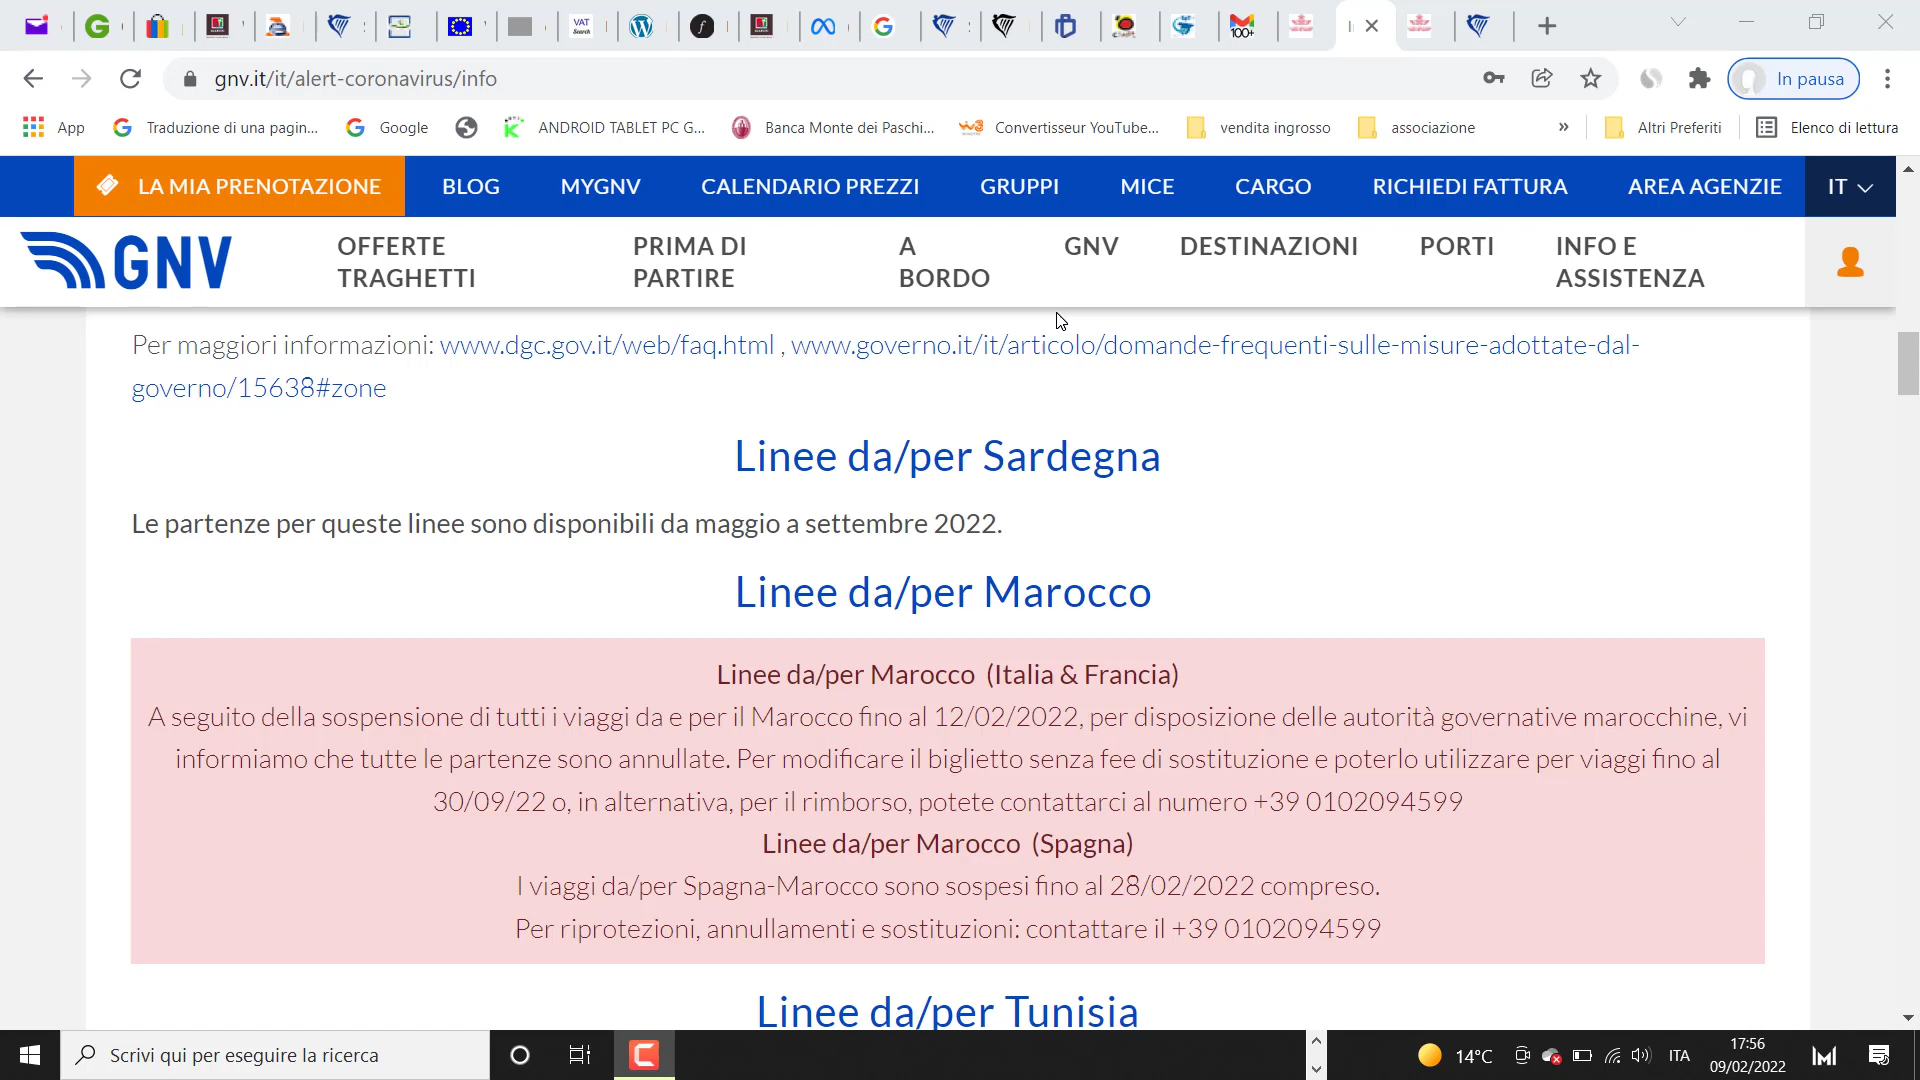 gnv.it/it/alert-coronavirus/info
In pausa
App
Traduzione di una pagin...
Google
ANDROID TABLET PC G...
Banca Monte dei Paschi...
Convertisseur YouTube...
vendita ingrosso
associazione
»
Altri Preferiti
Elenco di lettura
LA MIA PRENOTAZIONE
BLOG
MYGNV
CALENDARIO PREZZI
GRUPPI
MICE
CARGO
RICHIEDI FATTURA
AREA AGENZIE
IT
GNV
OFFERTE
TRAGHETTI
PRIMA DI
PARTIRE
A
BORDO
GNV
DESTINAZIONI
PORTI
INFO E
ASSISTENZA
Per maggiori informazioni: www.dgc.gov.it/web/faq.html , www.governo.it/it/articolo/domande-frequenti-sulle-misure-adottate-dal-
governo/15638#zone
Linee da/per Sardegna
Le partenze per queste linee sono disponibili da maggio a settembre 2022.
Linee da/per Marocco
Linee da/per Marocco (Italia & Francia)
A seguito della sospensione di tutti i viaggi da e per il Marocco fino al 12/02/2022, per disposizione delle autorità governative marocchine, vi
informiamo che tutte le partenze sono annullate. Per modificare il biglietto senza fee di sostituzione e poterlo utilizzare per viaggi fino al
30/09/22 o, in alternativa, per il rimborso, potete contattarci al numero +39 0102094599
Linee da/per Marocco (Spagna)
I viaggi da/per Spagna-Marocco sono sospesi fino al 28/02/2022 compreso.
Per riprotezioni, annullamenti e sostituzioni: contattare il +39 0102094599
Linee da/per Tunisia
Scrivi qui per eseguire la ricerca
14°C
ITA
17:56
09/02/2022